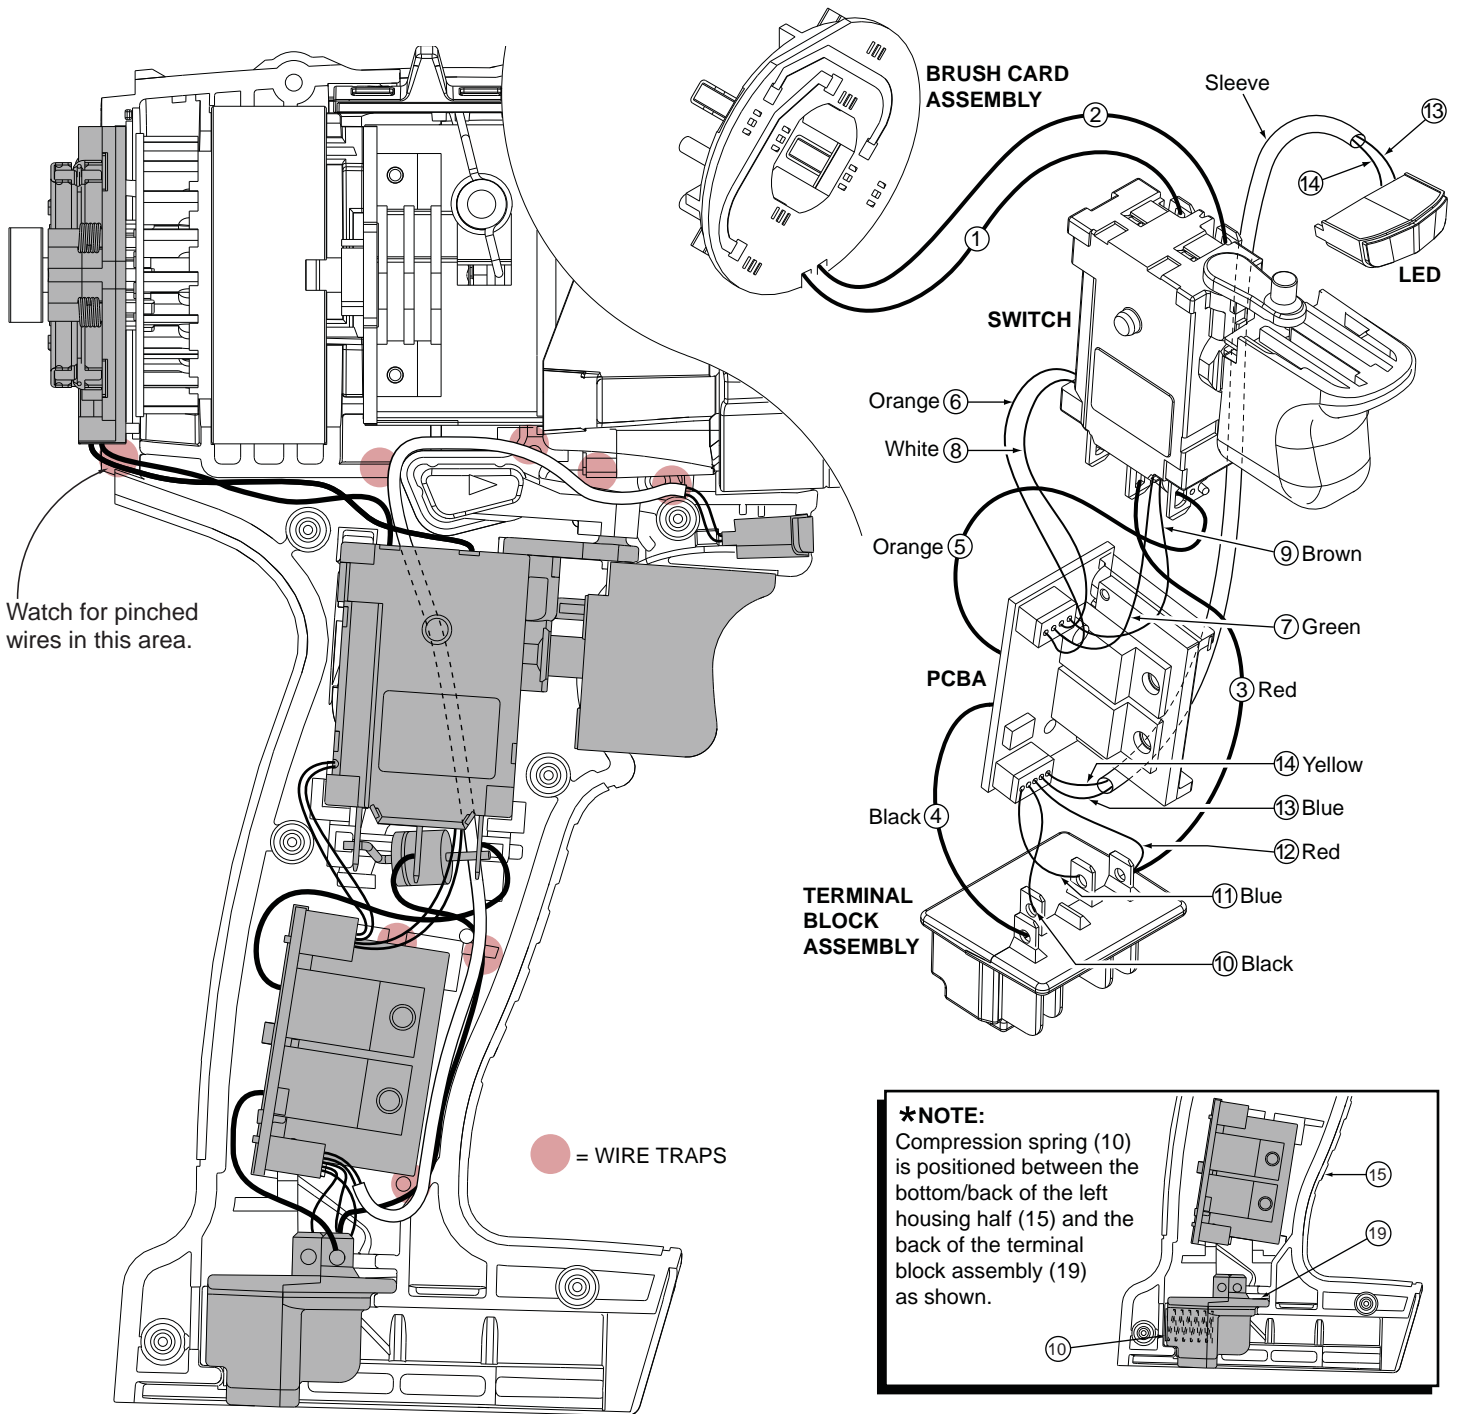 BRUSH CARD
ASSEMBLY
Sleeve
2
13
14
1
LED
SWITCH
Orange 6
White 8
Orange 5
9 Brown
7 Green
PCBA
3 Red
14 Yellow
13 Blue
Black 4
12 Red
11 Blue
TERMINAL
BLOCK
ASSEMBLY
10 Black
Watch for pinched
wires in this area.
= WIRE TRAPS
*NOTE:
Compression spring (10)
is positioned between the
bottom/back of the left
housing half (15) and the
back of the terminal
block assembly (19)
as shown.
15
19
10